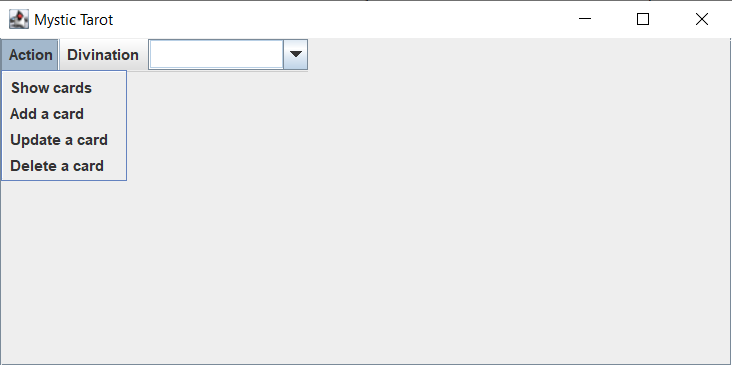 Mystic Tarot
Action Divination
Show cards
Add a card
Update a card
Delete a card